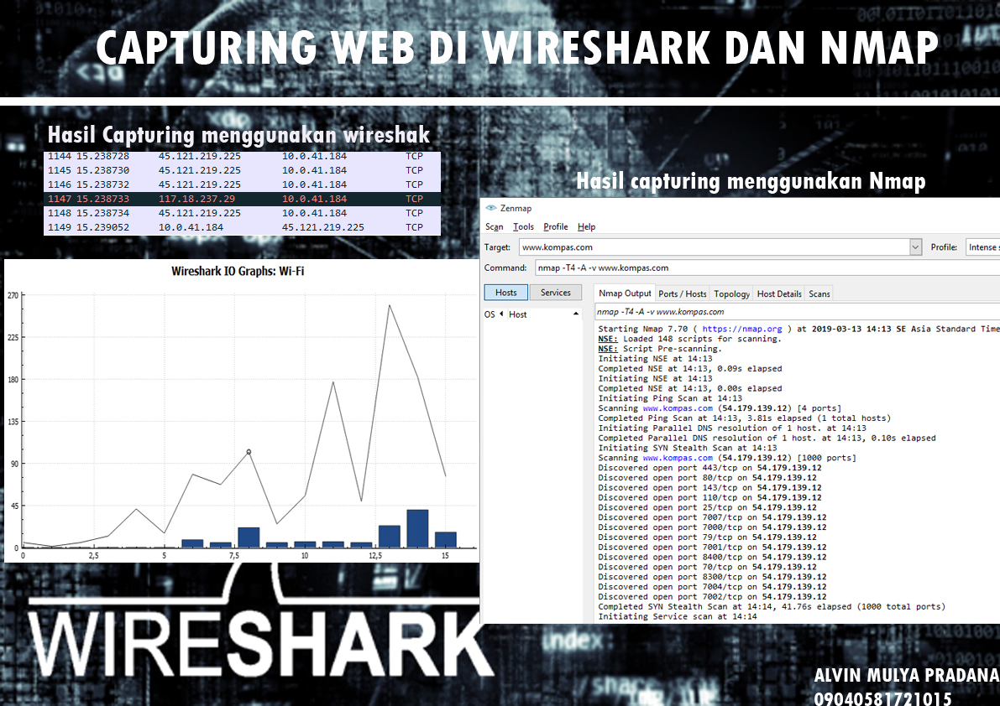 CAPTURING WEB DI WIRESHARK DAN NMAP
Hasil Capturing menggunakan wireshak
1144 15.238728 45.121.219.225 10.0.41.184 TCP
1145 15.238730 45.121.219.225 10.0.41.184 TCP
1146 15.238732 45.121.219.225 10.0.41.184 TCP
1147 15.238733 117.18.237.29 10.0.41.184 TCP
1148 15.238734 45.121.219.225 10.0.41.184 TCP
1149 15.239052 10.0.41.184 45.121.219.225 TCP
Wireshark IO Graphs: Wi-Fi
270
225
180
135
90
45
0
0 2,5 5 7,5 10 12,5 15
WIRESHARK
Hasil capturing menggunakan Nmap
Zenmap
Scan Tools Profile Help
Target: www.kompas.com Profile: Intense s
Command: nmap -T4 -A -v www.kompas.com
Hosts Services Nmap Output Ports / Hosts Topology Host Details Scans
OS Host
nmap -T4 -A -v www.kompas.com
Starting Nmap 7.70 ( https://nmap.org ) at 2019-03-13 14:13 SE Asia Standard Time
NSE: Loaded 148 scripts for scanning.
NSE: Script Pre-scanning.
Initiating NSE at 14:13
Completed NSE at 14:13, 0.09s elapsed
Initiating NSE at 14:13
Completed NSE at 14:13, 0.00s elapsed
Initiating Ping Scan at 14:13
Scanning www.kompas.com (54.179.139.12) [4 ports]
Completed Ping Scan at 14:13, 3.81s elapsed (1 total hosts)
Initiating Parallel DNS resolution of 1 host. at 14:13
Completed Parallel DNS resolution of 1 host. at 14:13, 0.10s elapsed
Initiating SYN Stealth Scan at 14:13
Scanning www.kompas.com (54.179.139.12) [1000 ports]
Discovered open port 443/tcp on 54.179.139.12
Discovered open port 80/tcp on 54.179.139.12
Discovered open port 143/tcp on 54.179.139.12
Discovered open port 110/tcp on 54.179.139.12
Discovered open port 25/tcp on 54.179.139.12
Discovered open port 7007/tcp on 54.179.139.12
Discovered open port 7000/tcp on 54.179.139.12
Discovered open port 79/tcp on 54.179.139.12
Discovered open port 7001/tcp on 54.179.139.12
Discovered open port 8400/tcp on 54.179.139.12
Discovered open port 70/tcp on 54.179.139.12
Discovered open port 8300/tcp on 54.179.139.12
Discovered open port 7004/tcp on 54.179.139.12
Discovered open port 7002/tcp on 54.179.139.12
Completed SYN Stealth Scan at 14:14, 41.76s elapsed (1000 total ports)
Initiating Service scan at 14:14
index:
ALVIN MULYA PRADANA
09040581721015